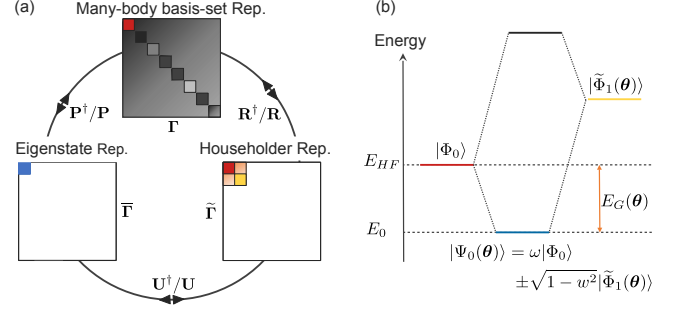 (a)
Many-body basis-set Rep.
P†/P
R†/R
Γ
Eigenstate Rep.
Householder Rep.
Γ̅
Γ̃
U†/U
(b)
Energy
|Φ̃₁(θ)⟩
|Φ₀⟩
E_HF
E_G(θ)
E₀
|Ψ₀(θ)⟩ = ω|Φ₀⟩
±√(1 − w²)|Φ̃₁(θ)⟩